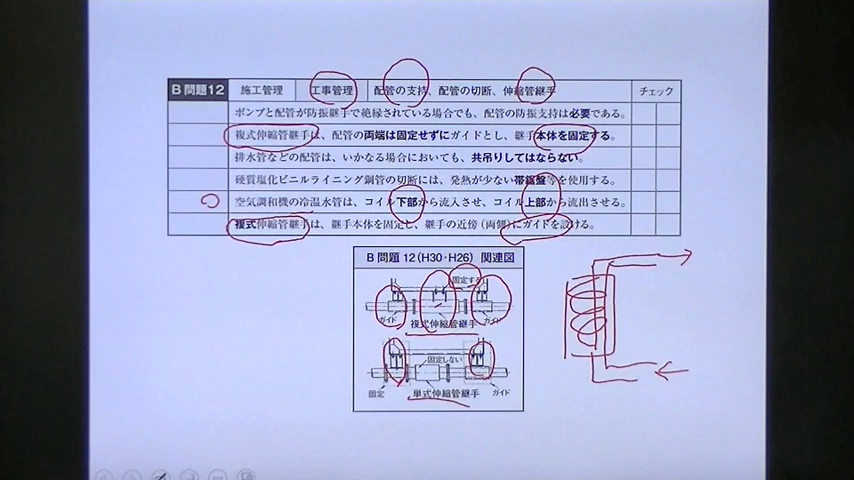 B 問題12 施工管理 工事管理 配管の支持、配管の切断、伸縮管継手 チェック
ポンプと配管が防振継手で絶縁されている場合でも、配管の防振支持は必要である。
複式伸縮管継手は、配管の両端は固定せずにガイドとし、継手本体を固定する。
排水管などの配管は、いかなる場合においても、共吊りしてはならない。
硬質塩化ビニルライニング鋼管の切断には、発熱が少ない帯鋸盤等を使用する。
空気調和機の冷温水管は、コイル下部から流入させ、コイル上部から流出させる。
複式伸縮管継手は、継手本体を固定し、継手の近傍(両側)にガイドを設ける。
B 問題12(H30・H26) 関連図
固定する
ガイド 複式伸縮管継手 ガイド
固定しない
固定 単式伸縮管継手 ガイド